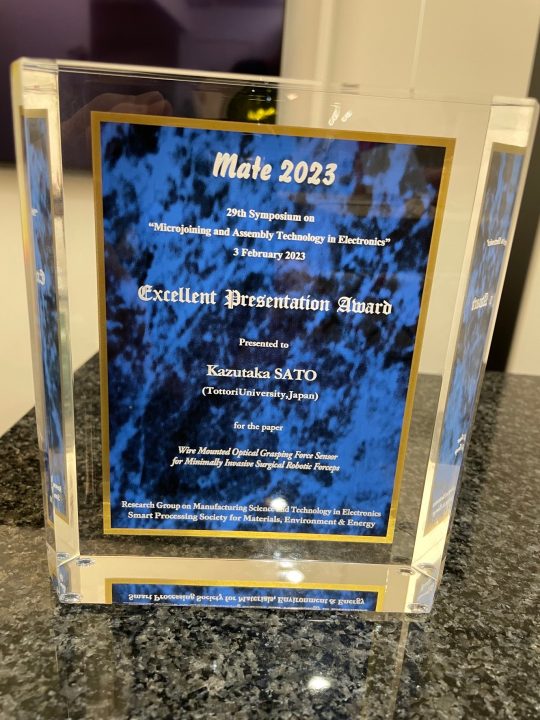 Mate 2023
29th Symposium on
“Microjoining and Assembly Technology in Electronics”
3 February 2023
Excellent Presentation Award
Presented to
Kazutaka SATO
(TottoriUniversity,Japan)
for the paper
Wire Mounted Optical Grasping Force Sensor
for Minimally Invasive Surgical Robotic Forceps
Research Group on Manufacturing Science and Technology in Electronics
Smart Processing Society for Materials, Environment & Energy